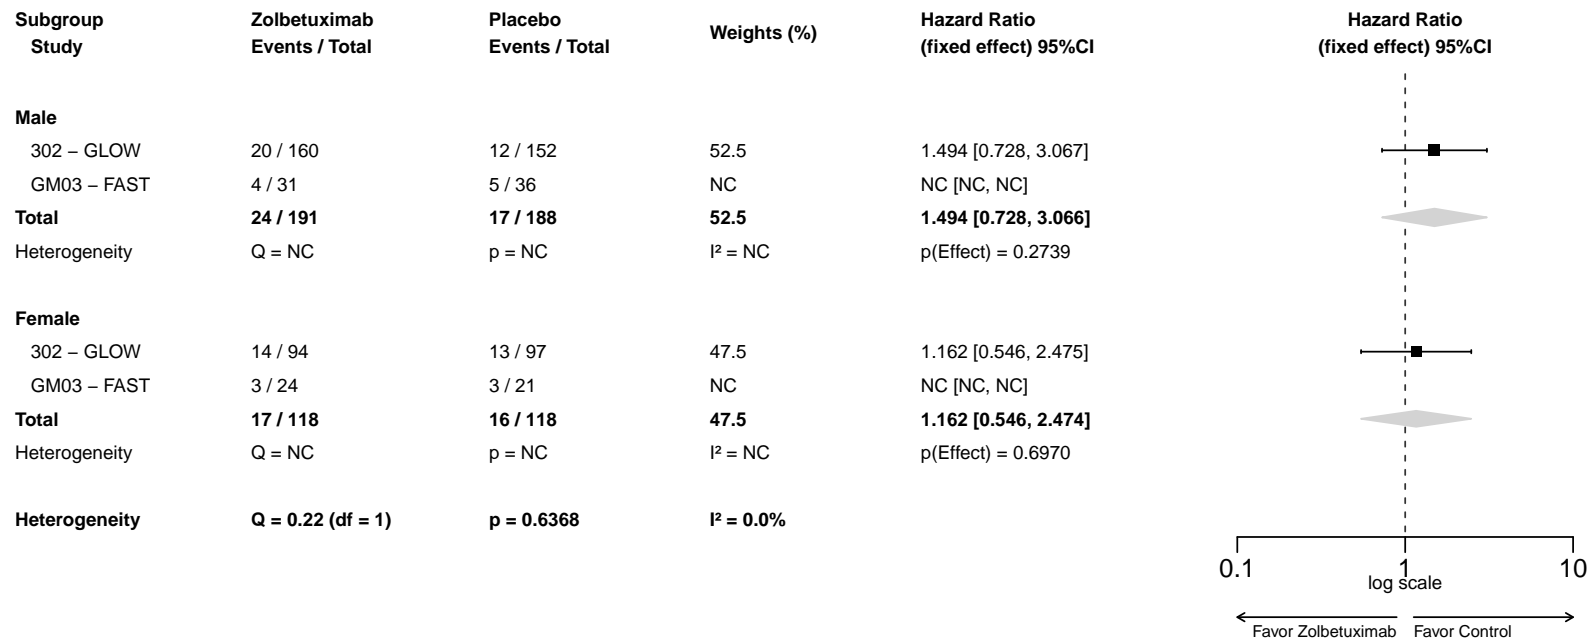 Subgroup Zolbetuximab Placebo Weights (%) Hazard Ratio Hazard Ratio
Study Events / Total Events / Total (fixed effect) 95%CI (fixed effect) 95%CI
Male
302 – GLOW 20 / 160 12 / 152 52.5 1.494 [0.728, 3.067]
GM03 – FAST 4 / 31 5 / 36 NC NC [NC, NC]
Total 24 / 191 17 / 188 52.5 1.494 [0.728, 3.066]
Heterogeneity Q = NC p = NC I² = NC p(Effect) = 0.2739
Female
302 – GLOW 14 / 94 13 / 97 47.5 1.162 [0.546, 2.475]
GM03 – FAST 3 / 24 3 / 21 NC NC [NC, NC]
Total 17 / 118 16 / 118 47.5 1.162 [0.546, 2.474]
Heterogeneity Q = NC p = NC I² = NC p(Effect) = 0.6970
Heterogeneity Q = 0.22 (df = 1) p = 0.6368 I² = 0.0%
0.1 1 10
log scale
Favor Zolbetuximab Favor Control